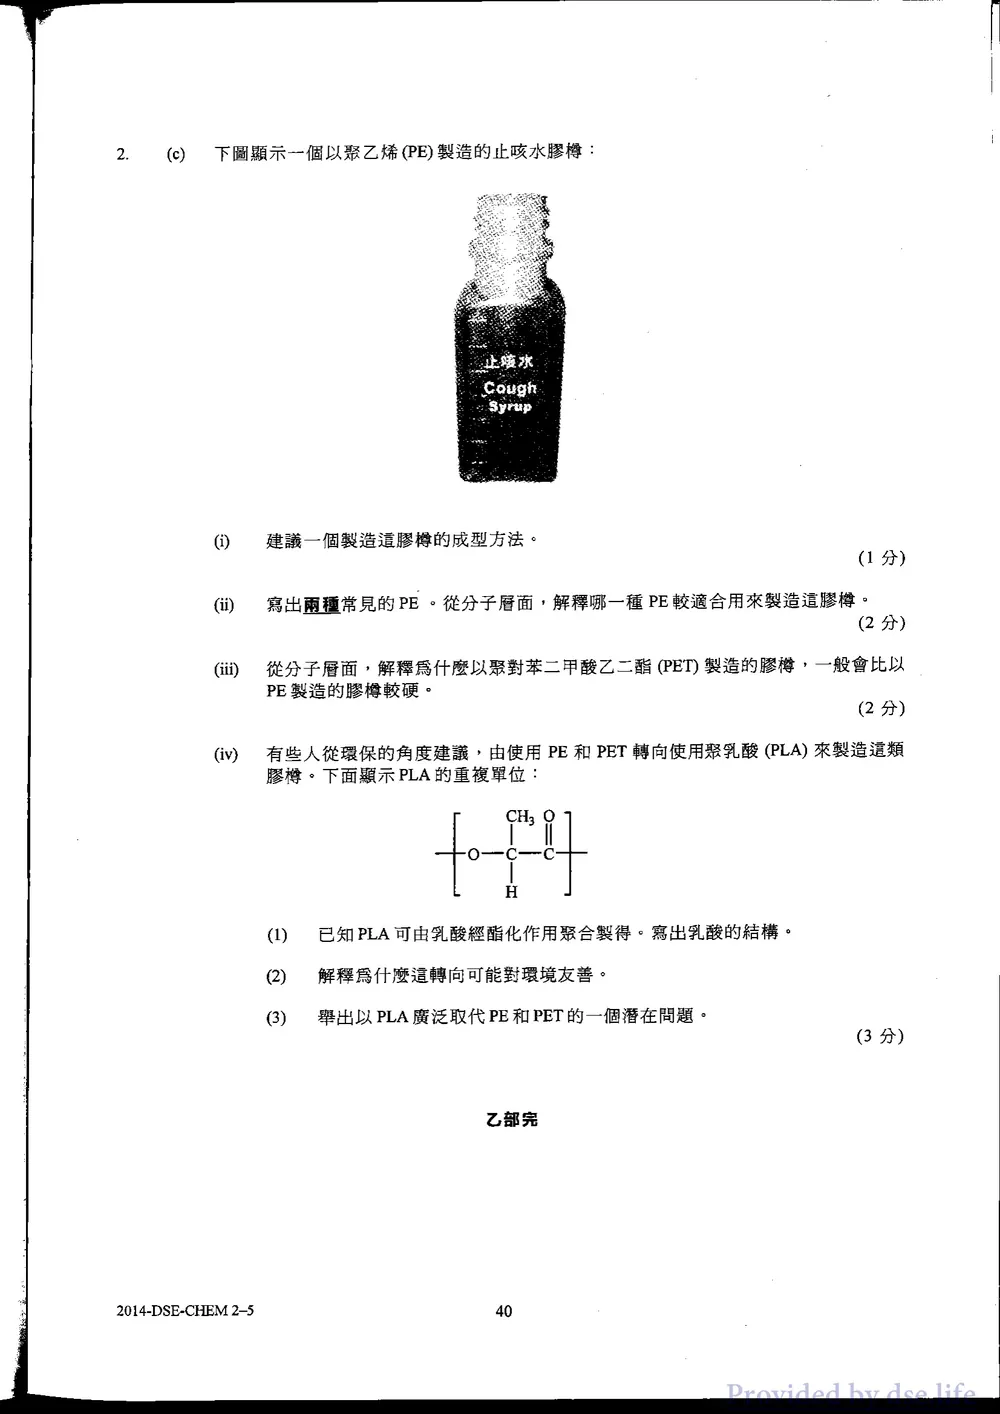 2. (c) 下圖顯示一個以聚乙烯 (PE) 製造的止咳水膠樽：
止咳水
Cough
Syrup
(i) 建議一個製造這膠樽的成型方法。
(1 分)
(ii) 寫出兩種常見的 PE 。從分子層面，解釋哪一種 PE 較適合用來製造這膠樽。
(2 分)
(iii) 從分子層面，解釋爲什麼以聚對苯二甲酸乙二酯 (PET) 製造的膠樽，一般會比以
PE 製造的膠樽較硬。
(2 分)
(iv) 有些人從環保的角度建議，由使用 PE 和 PET 轉向使用聚乳酸 (PLA) 來製造這類
膠樽。下面顯示 PLA 的重複單位：
CH3 O
O C C
H
(1) 已知 PLA 可由乳酸經酯化作用聚合製得。寫出乳酸的結構。
(2) 解釋爲什麼這轉向可能對環境友善。
(3) 舉出以 PLA 廣泛取代 PE 和 PET 的一個潛在問題。
(3 分)
乙部完
2014-DSE-CHEM 2–5 40
Provided by dse.life